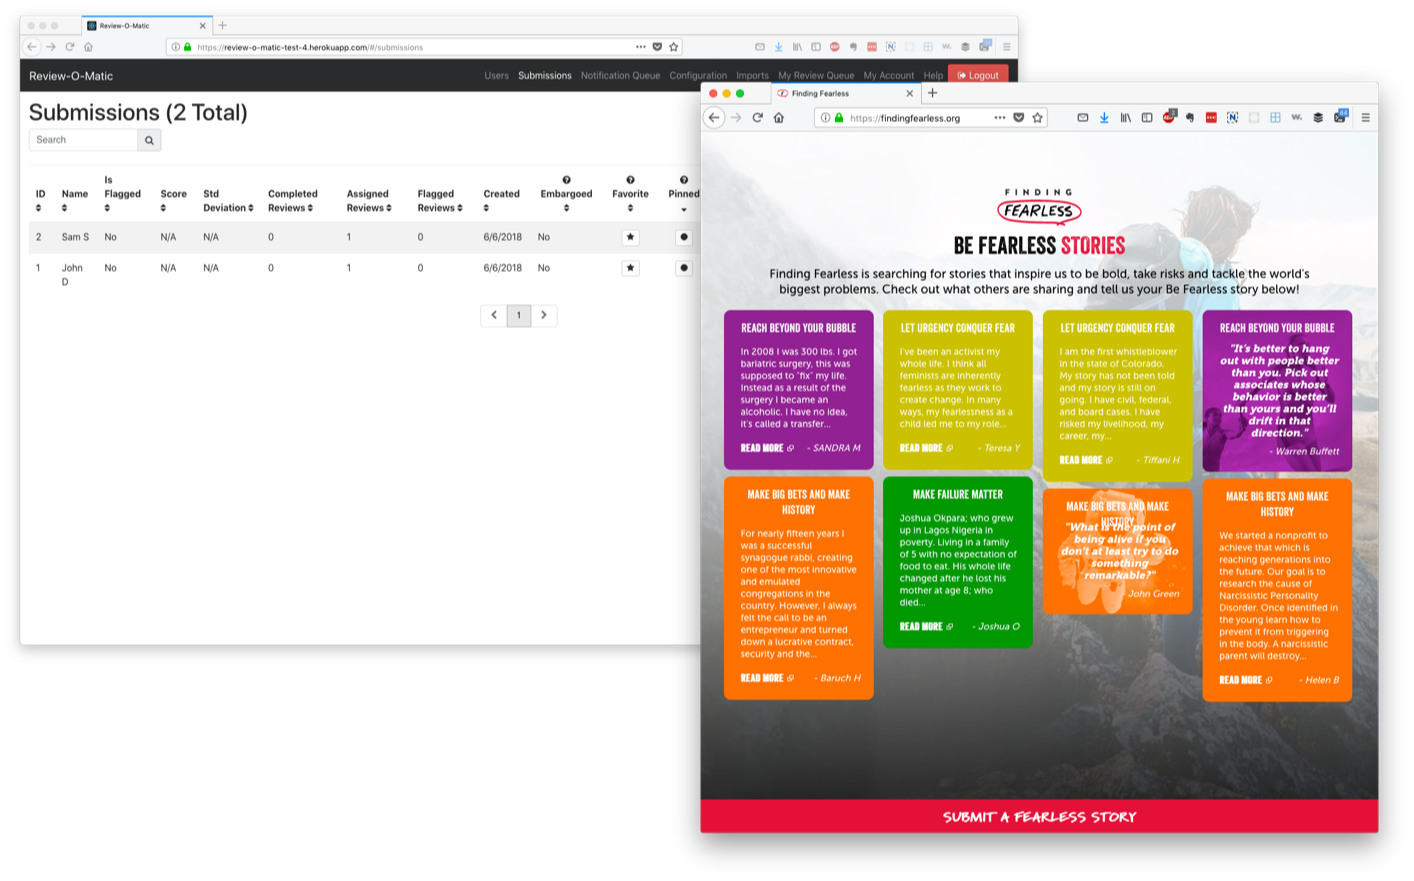 Review-O-Matic
https://review-o-matic-test-4.herokuapp.com/#/submissions
Review-O-Matic
Users Submissions Notification Queue Configuration Imports My Review Queue My Account Help Logout
Submissions (2 Total)
Search
ID Name Is Flagged Score Std Deviation Completed Reviews Assigned Reviews Flagged Reviews Created Embargoed Favorite Pinned
2 Sam S No N/A N/A 0 1 0 6/6/2018 No
1 John D No N/A N/A 0 1 0 6/6/2018 No
1
Finding Fearless
https://findingfearless.org
FINDING
FEARLESS
BE FEARLESS STORIES
Finding Fearless is searching for stories that inspire us to be bold, take risks and tackle the world's
biggest problems. Check out what others are sharing and tell us your Be Fearless story below!
REACH BEYOND YOUR BUBBLE
In 2008 I was 300 lbs. I got
bariatric surgery, this was
supposed to "fix" my life.
Instead as a result of the
surgery I became an
alcoholic. I have no idea,
it's called a transfer...
READ MORE - SANDRA M
LET URGENCY CONQUER FEAR
I've been an activist my
whole life. I think all
feminists are inherently
fearless as they work to
create change. In many
ways, my fearlessness as a
child led me to my role...
READ MORE - Teresa Y
LET URGENCY CONQUER FEAR
I am the first whistleblower
in the state of Colorado.
My story has not been told
and my story is still on
going. I have civil, federal,
and board cases. I have
risked my livelihood, my
career, my...
READ MORE - Tiffani H
REACH BEYOND YOUR BUBBLE
"It's better to hang
out with people better
than you. Pick out
associates whose
behavior is better
than yours and you'll
drift in that
direction."
- Warren Buffett
MAKE BIG BETS AND MAKE
HISTORY
For nearly fifteen years I
was a successful
synagogue rabbi, creating
one of the most innovative
and emulated
congregations in the
country. However, I always
felt the call to be an
entrepreneur and turned
down a lucrative contract,
security and the...
READ MORE - Baruch H
MAKE FAILURE MATTER
Joshua Okpara; who grew
up in Lagos Nigeria in
poverty. Living in a family
of 5 with no expectation of
food to eat. His whole life
changed after he lost his
mother at age 8; who
died...
READ MORE - Joshua O
MAKE BIG BETS AND MAKE
HISTORY
"What is the point of
being alive if you
don't at least try to do
something
remarkable?"
- John Green
MAKE BIG BETS AND MAKE
HISTORY
We started a nonprofit to
achieve that which is
reaching generations into
the future. Our goal is to
research the cause of
Narcissistic Personality
Disorder. Once identified in
the young learn how to
prevent it from triggering
in the body. A narcissistic
parent will destroy...
READ MORE - Helen B
SUBMIT A FEARLESS STORY